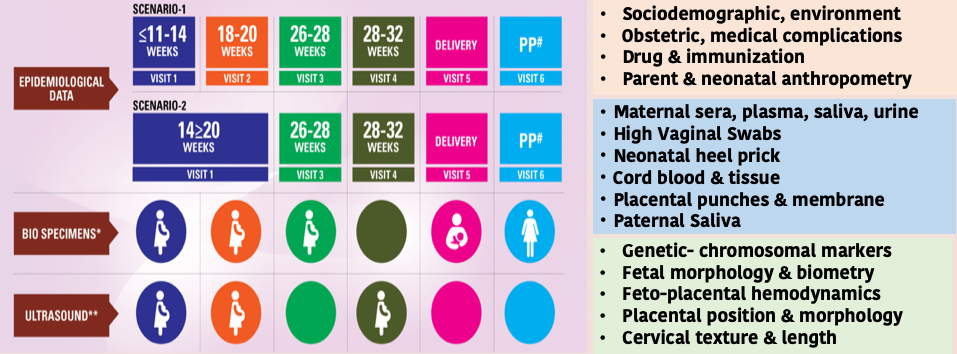 SCENARIO-1
≤11-14 WEEKS
VISIT 1
18-20 WEEKS
VISIT 2
26-28 WEEKS
VISIT 3
28-32 WEEKS
VISIT 4
DELIVERY
VISIT 5
PP#
VISIT 6
EPIDEMIOLOGICAL
DATA
SCENARIO-2
14≥20
WEEKS
VISIT 1
26-28
WEEKS
VISIT 3
28-32
WEEKS
VISIT 4
DELIVERY
VISIT 5
PP#
VISIT 6
BIO SPECIMENS*
ULTRASOUND**
• Sociodemographic, environment
• Obstetric, medical complications
• Drug & immunization
• Parent & neonatal anthropometry
• Maternal sera, plasma, saliva, urine
• High Vaginal Swabs
• Neonatal heel prick
• Cord blood & tissue
• Placental punches & membrane
• Paternal Saliva
• Genetic- chromosomal markers
• Fetal morphology & biometry
• Feto-placental hemodynamics
• Placental position & morphology
• Cervical texture & length